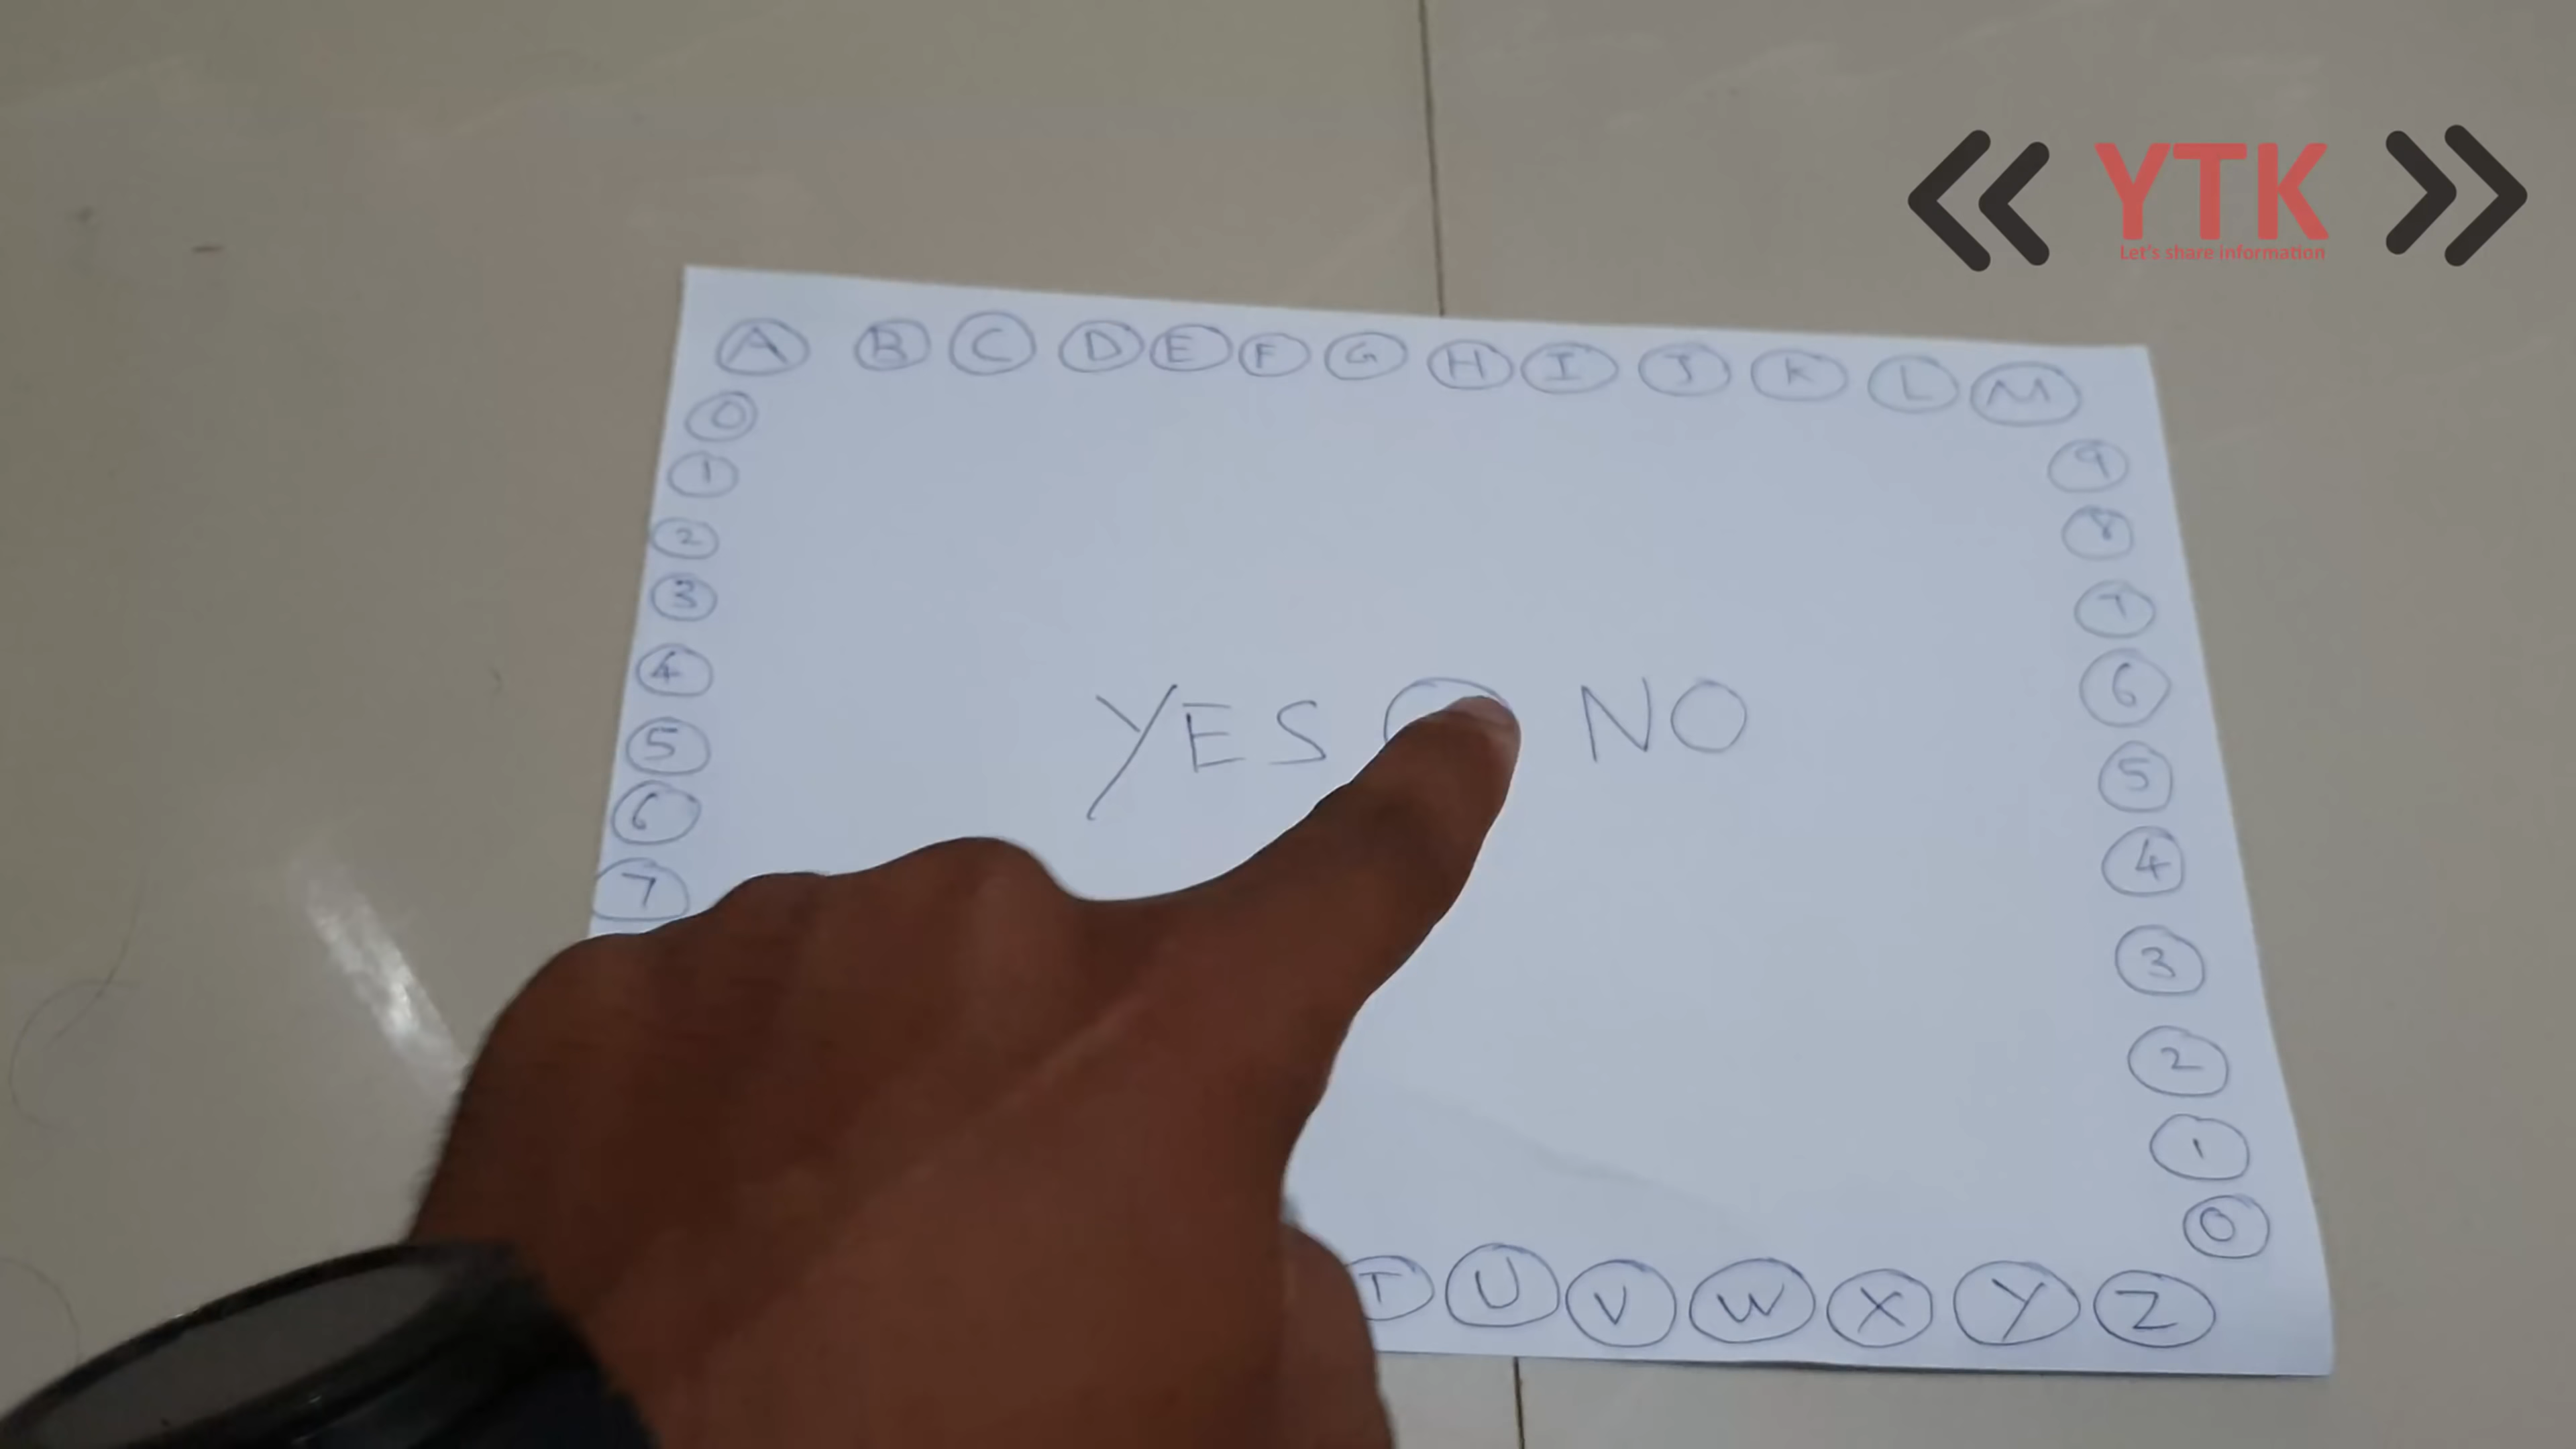 YTK
Let's share information
A B C D E F G H I J K L M
0 9
1 8
2 7
3 6
4 5
5 4
6 3
7 2
1
0
YES NO
T U V W X Y Z